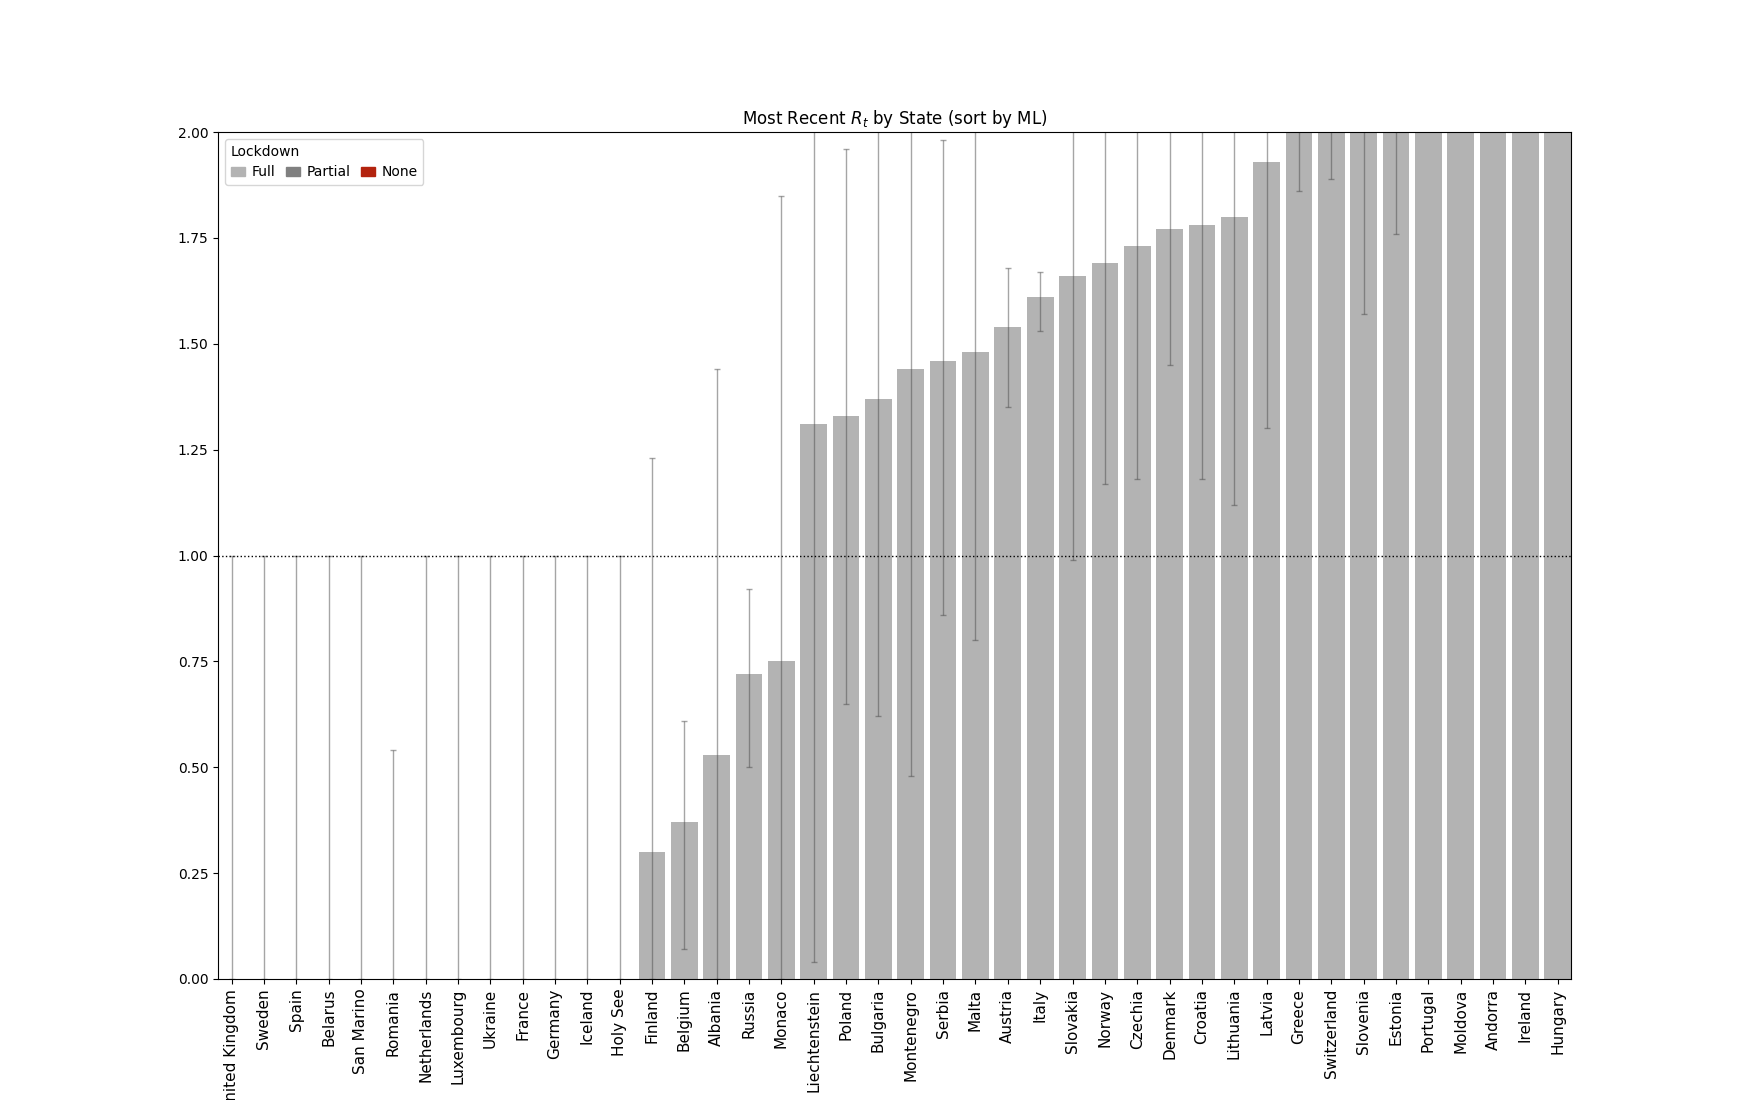 Most Recent Rt by State (sort by ML)
2.00
Lockdown
Full Partial None
1.75
1.50
1.25
1.00
0.75
0.50
0.25
0.00
nited Kingdom
Sweden
Spain
Belarus
San Marino
Romania
Netherlands
Luxembourg
Ukraine
France
Germany
Iceland
Holy See
Finland
Belgium
Albania
Russia
Monaco
Liechtenstein
Poland
Bulgaria
Montenegro
Serbia
Malta
Austria
Italy
Slovakia
Norway
Czechia
Denmark
Croatia
Lithuania
Latvia
Greece
Switzerland
Slovenia
Estonia
Portugal
Moldova
Andorra
Ireland
Hungary